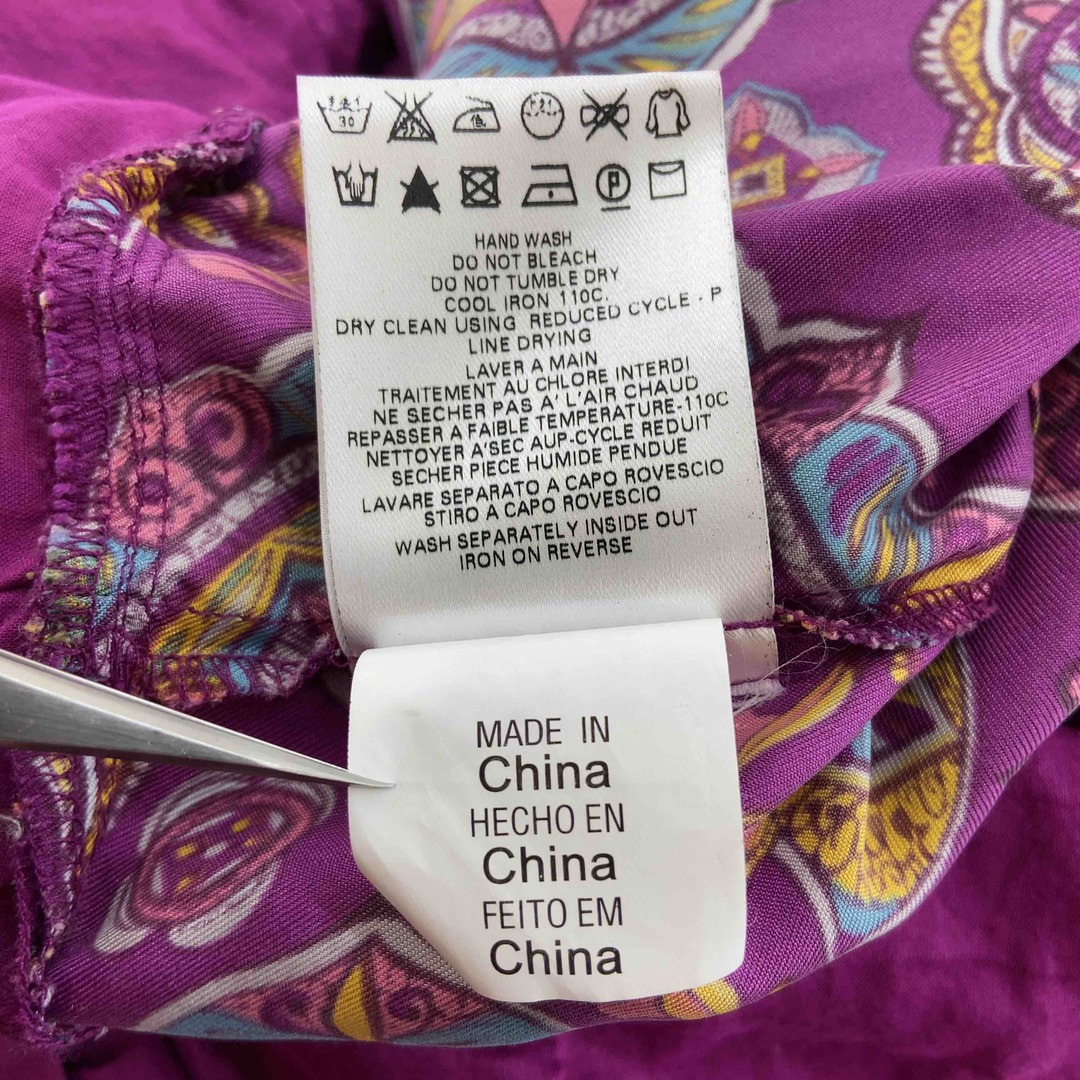 30 低 P
HAND WASH
DO NOT BLEACH
DO NOT TUMBLE DRY
COOL IRON 110C.
DRY CLEAN USING REDUCED CYCLE - P
LINE DRYING
LAVER A MAIN
TRAITEMENT AU CHLORE INTERDI
NE SECHER PAS A' L'AIR CHAUD
REPASSER A FAIBLE TEMPERATURE-110C
NETTOYER A'SEC AUP-CYCLE REDUIT
SECHER PIECE HUMIDE PENDUE
LAVARE SEPARATO A CAPO ROVESCIO
STIRO A CAPO ROVESCIO
WASH SEPARATELY INSIDE OUT
IRON ON REVERSE
MADE IN
China
HECHO EN
China
FEITO EM
China